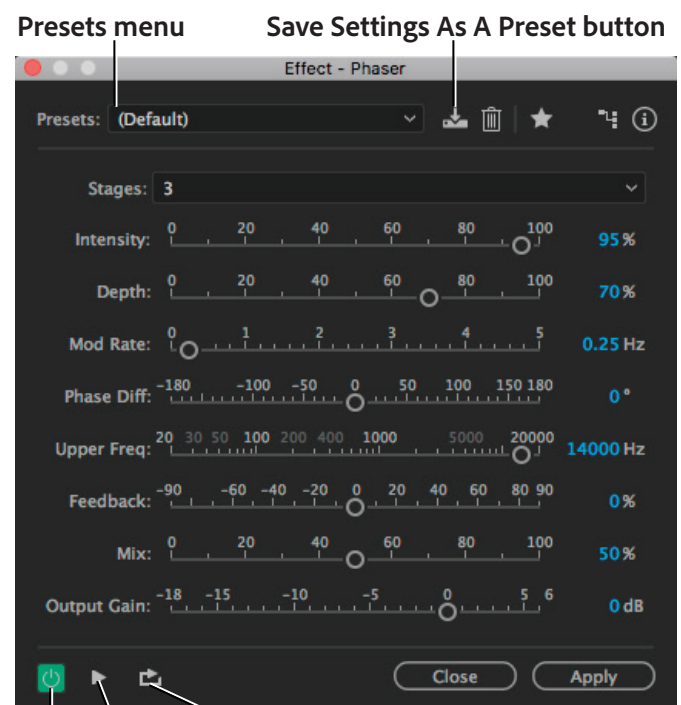 Presets menu Save Settings As A Preset button
Effect - Phaser
Presets: (Default)
Stages: 3
Intensity: 0 20 40 60 80 100 95 %
Depth: 0 20 40 60 80 100 70 %
Mod Rate: 0 1 2 3 4 5 0.25 Hz
Phase Diff: -180 -100 -50 0 50 100 150 180 0 °
Upper Freq: 20 30 50 100 200 400 1000 5000 20000 14000 Hz
Feedback: -90 -60 -40 -20 0 20 40 60 80 90 0 %
Mix: 0 20 40 60 80 100 50 %
Output Gain: -18 -15 -10 -5 0 5 6 0 dB
Close Apply